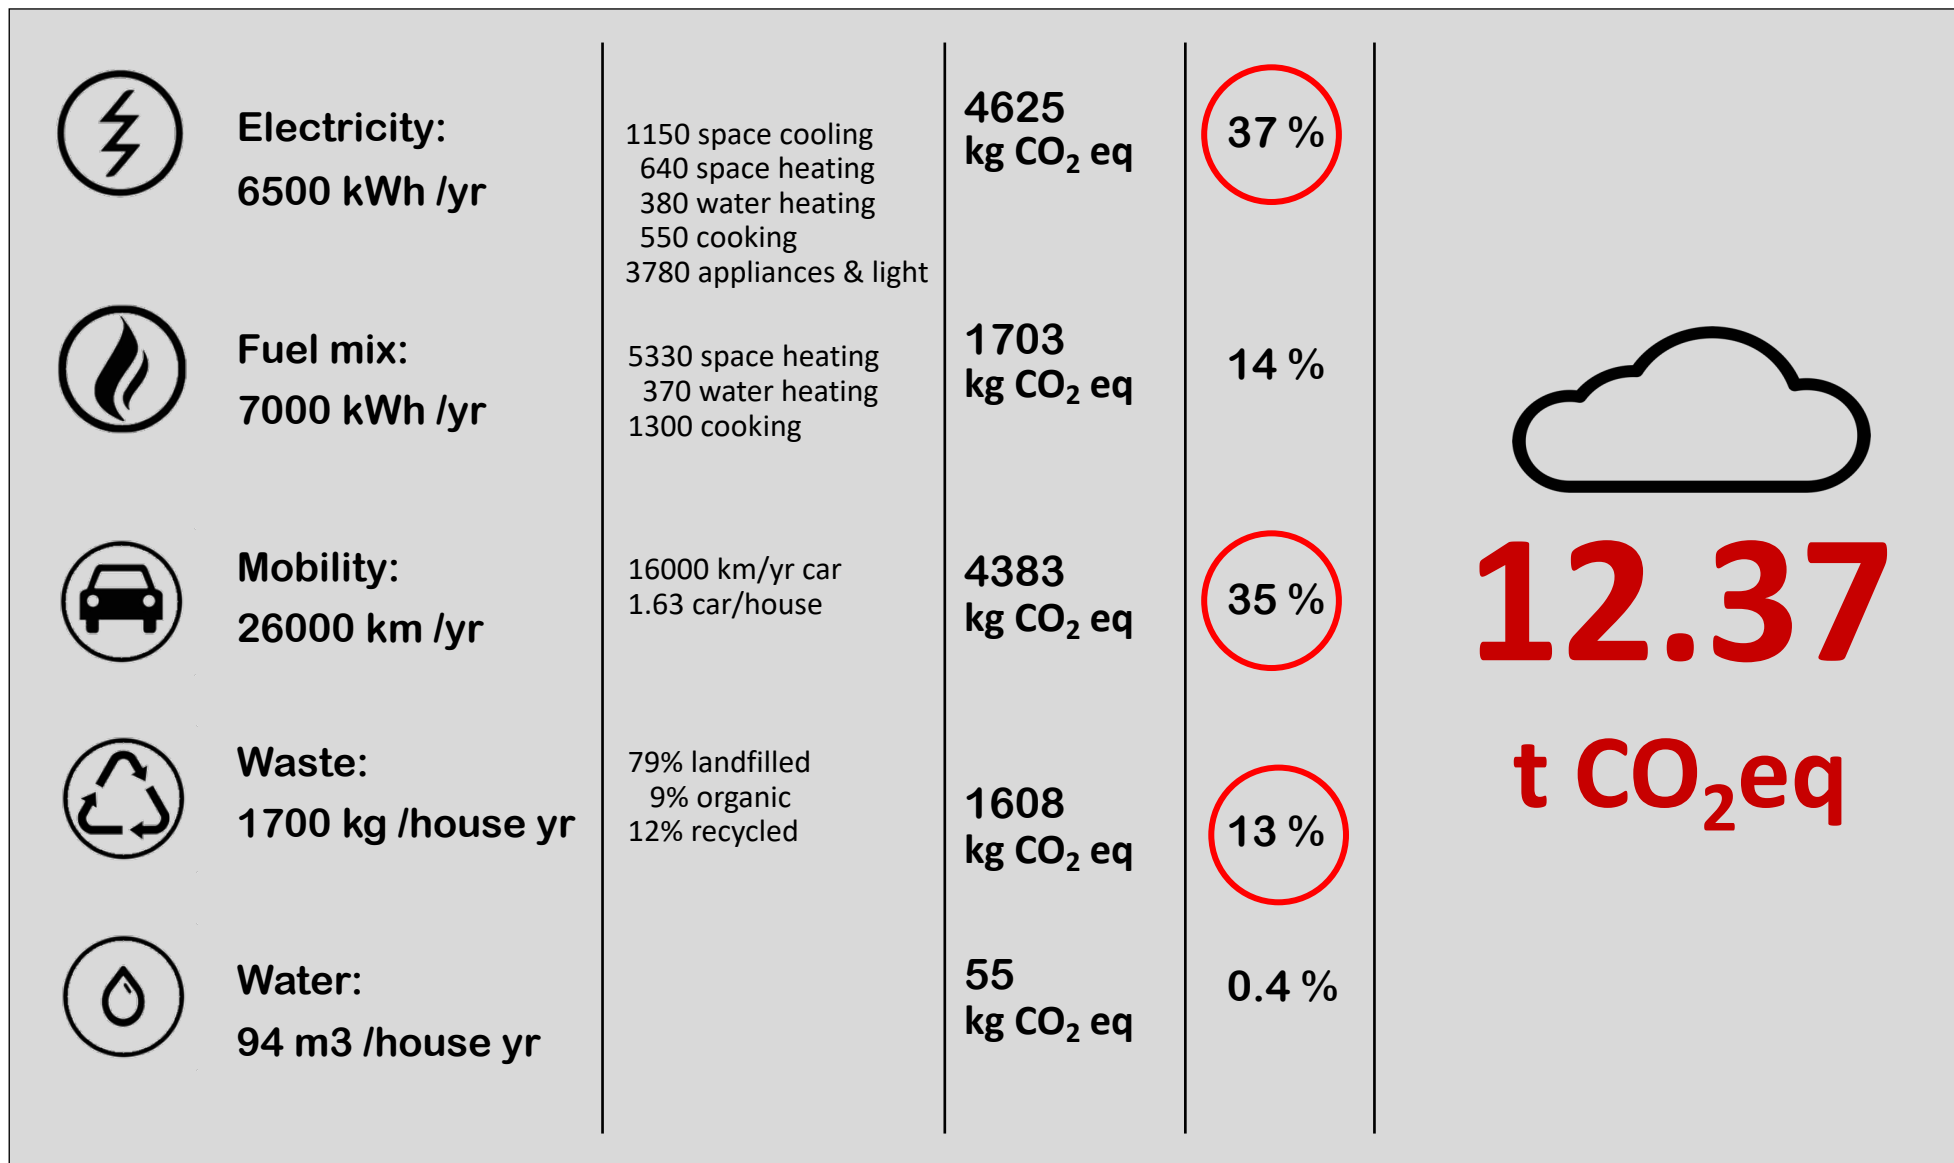 Electricity:
6500 kWh /yr
1150 space cooling
640 space heating
380 water heating
550 cooking
3780 appliances & light
4625
kg CO₂ eq
37 %
Fuel mix:
7000 kWh /yr
5330 space heating
370 water heating
1300 cooking
1703
kg CO₂ eq
14 %
Mobility:
26000 km /yr
16000 km/yr car
1.63 car/house
4383
kg CO₂ eq
35 %
Waste:
1700 kg /house yr
79% landfilled
9% organic
12% recycled
1608
kg CO₂ eq
13 %
Water:
94 m3 /house yr
55
kg CO₂ eq
0.4 %
12.37
t CO₂eq